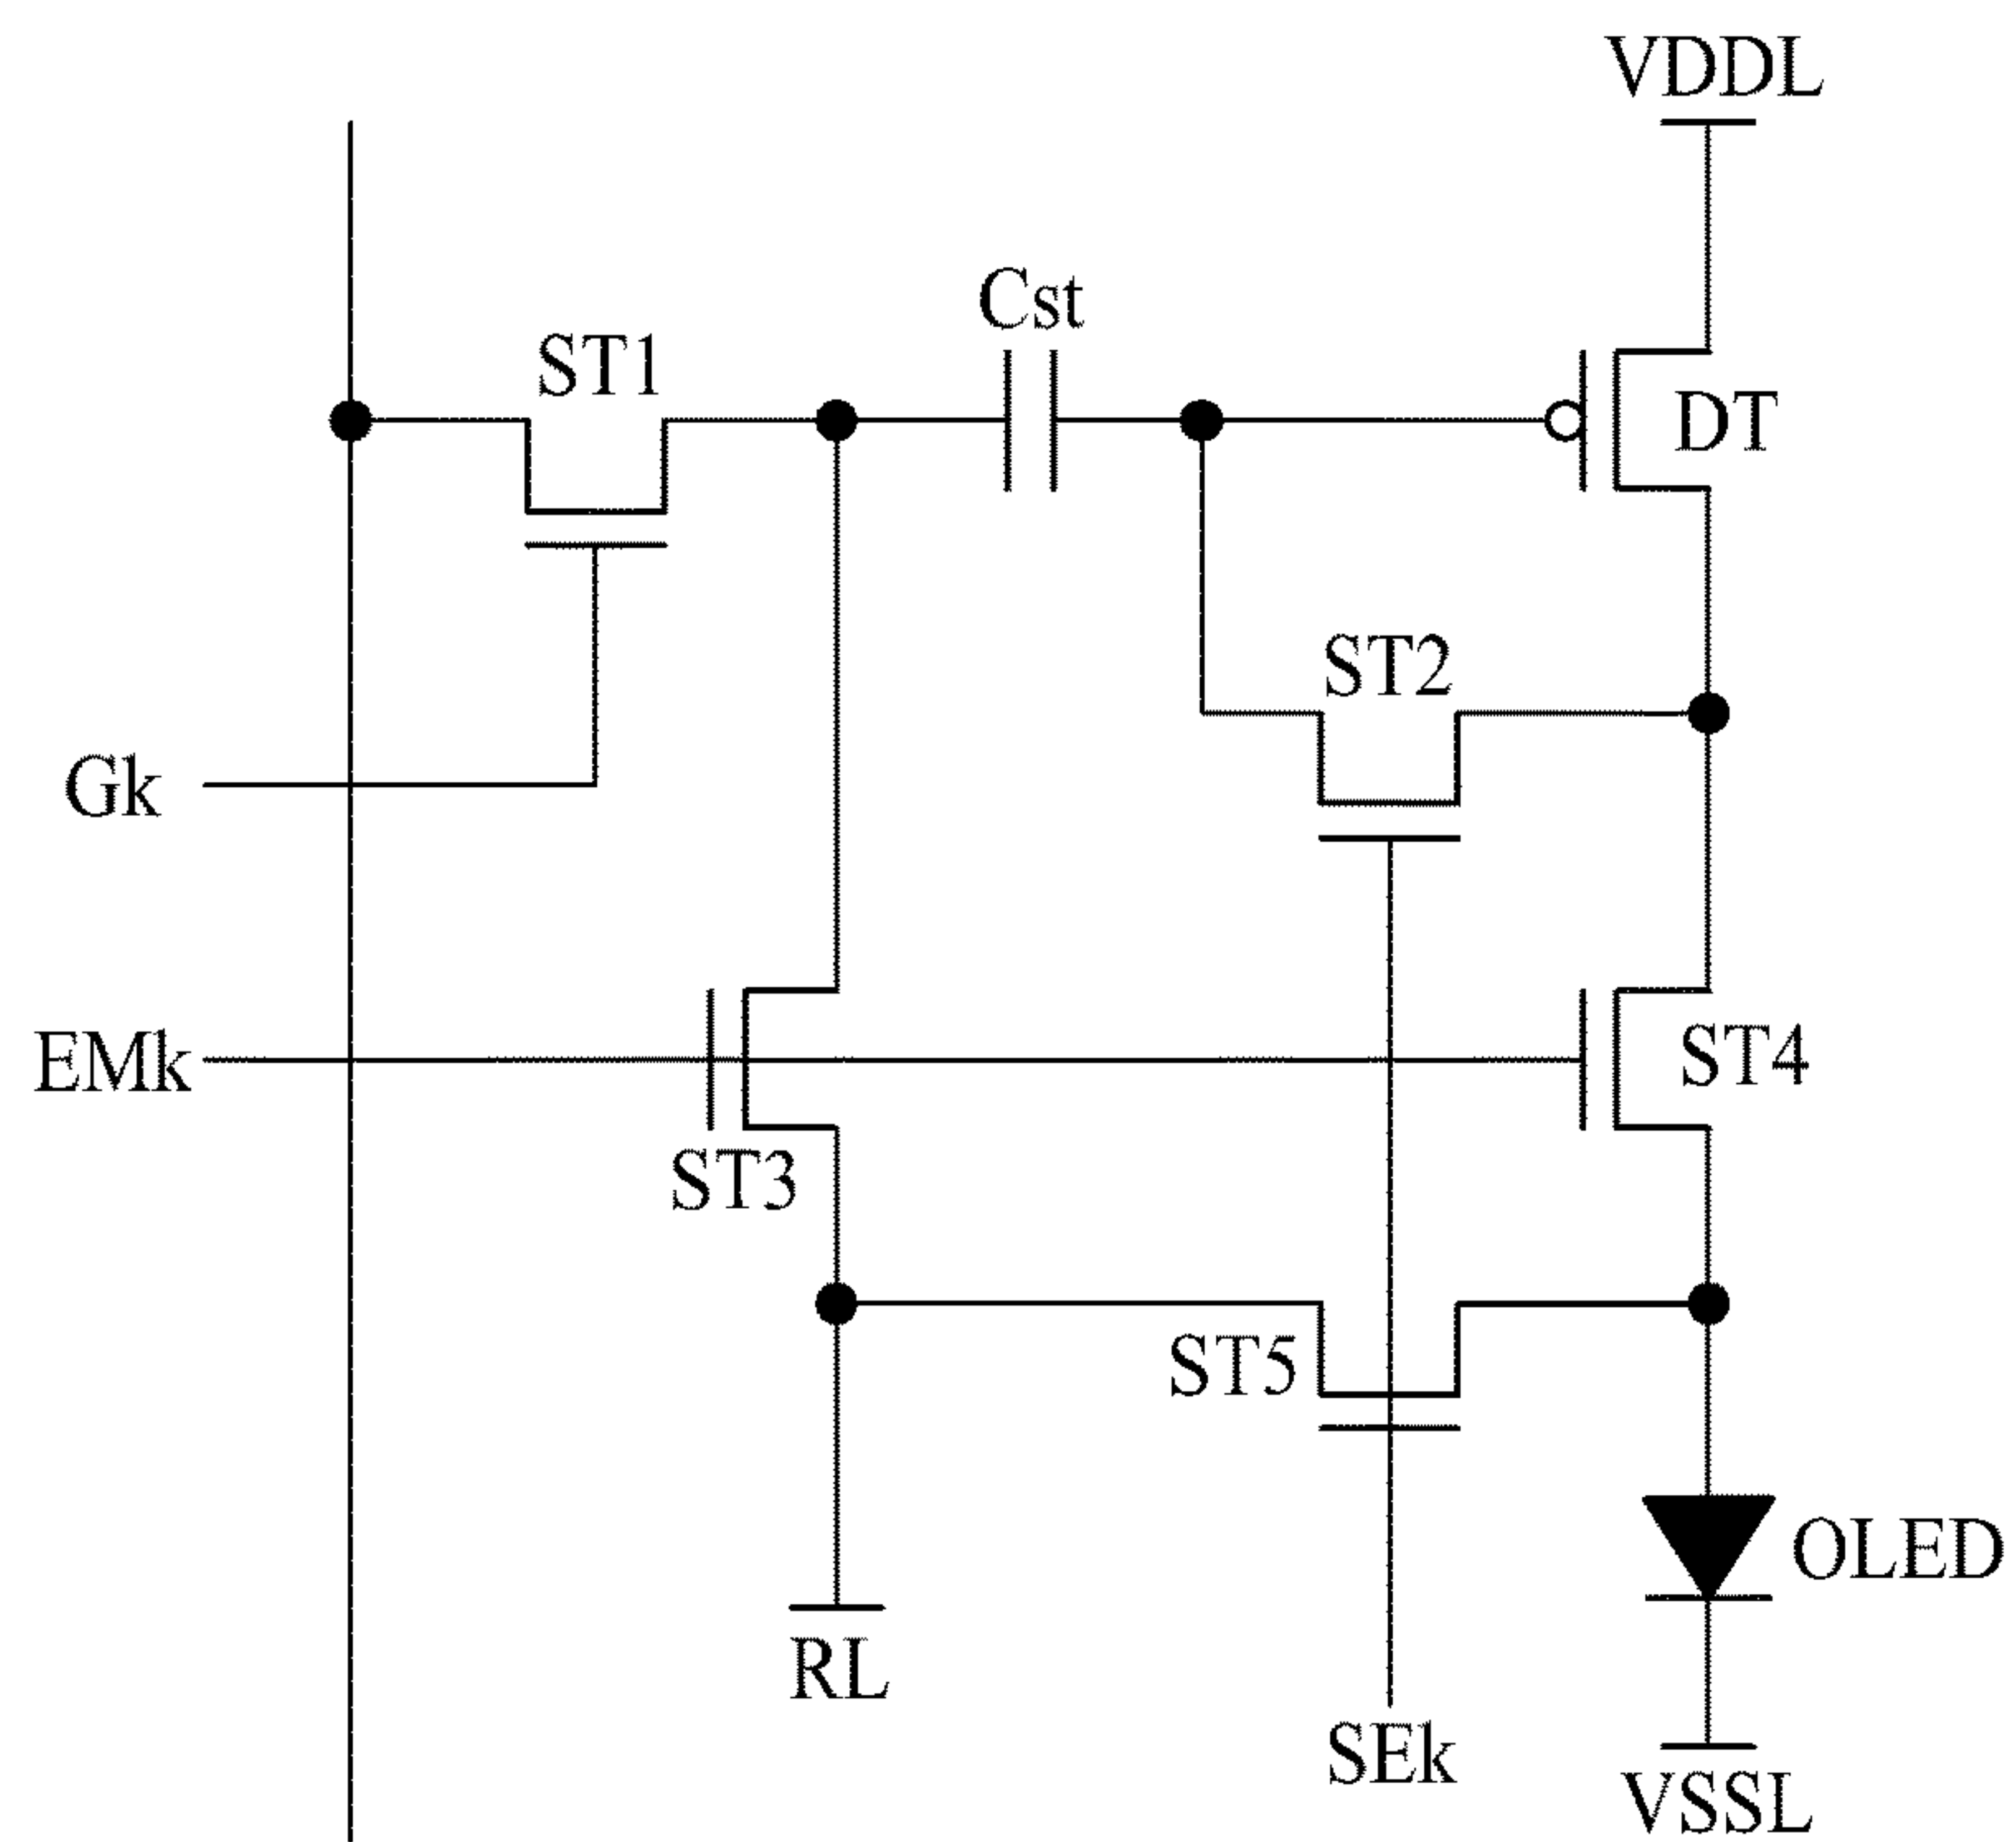 VDDL
Cst
ST1
DT
ST2
Gk
EMk
ST4
ST3
ST5
OLED
RL
SEk
VSSL